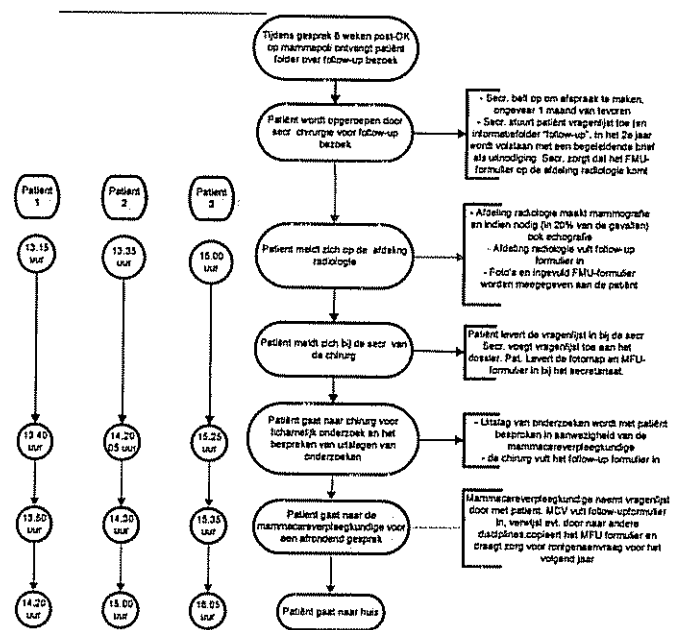 Tijdens gesprek 6 weken post-OK
op mammapoli ontvangt patiënt
folder over follow-up bezoek
Patiënt wordt opgeroepen door
secr. chirurgie voor follow-up
bezoek
- Secr. belt op om afspraak te maken,
ongeveer 1 maand van tevoren
- Secr. stuurt patiënt vragenlijst toe (en
informatiefolder "follow-up". In het 2e jaar
wordt volstaan met een begeleidende brief
als uitnodiging. Secr. zorgt dat het FMU-
formulier op de afdeling radiologie komt
Patient
1
Patient
2
Patient
3
13.15
uur
13.35
uur
15.00
uur
Patient meldt zich op de afdeling
radiologie
- Afdeling radiologie maakt mammografie
en indien nodig (in 20% van de gevallen)
ook echografie
- Afdeling radiologie vult follow-up
formulier in
- Foto's en ingevuld FMU-formulier
worden meegegeven aan de patiënt
Patient meldt zich bij de secr. van
de chirurg
Patiënt levert de vragenlijst in bij de secr
Secr. voegt vragenlijst toe aan het
dossier. Pat. Levert de fotomap en MFU-
formulier in bij het secretariaat.
13.40
uur
14.20
05 uur
15.25
uur
Patiënt gaat naar chirurg voor
lichamelijk onderzoek en het
bespreken van uitslagen van
onderzoeken
- Uitslag van onderzoeken wordt met patiënt
besproken in aanwezigheid van de
mammacareverpleegkundige
- de chirurg vult het follow-up formulier in
13.50
uur
14.30
uur
15.35
uur
Patient gaat naar de
mammacareverpleegkundige voor
een afrondend gesprek
Mammacareverpleegkundige neemt vragenlijst
door met patient. MCV vult follow-upformulier
in, verwijst evt. door naar andere
disciplines.copieert het MFU formulier en
draagt zorg voor rontgenaanvraag voor het
volgend jaar
14.20
uur
15.00
uur
16.05
uur
Patiënt gaat naar huis